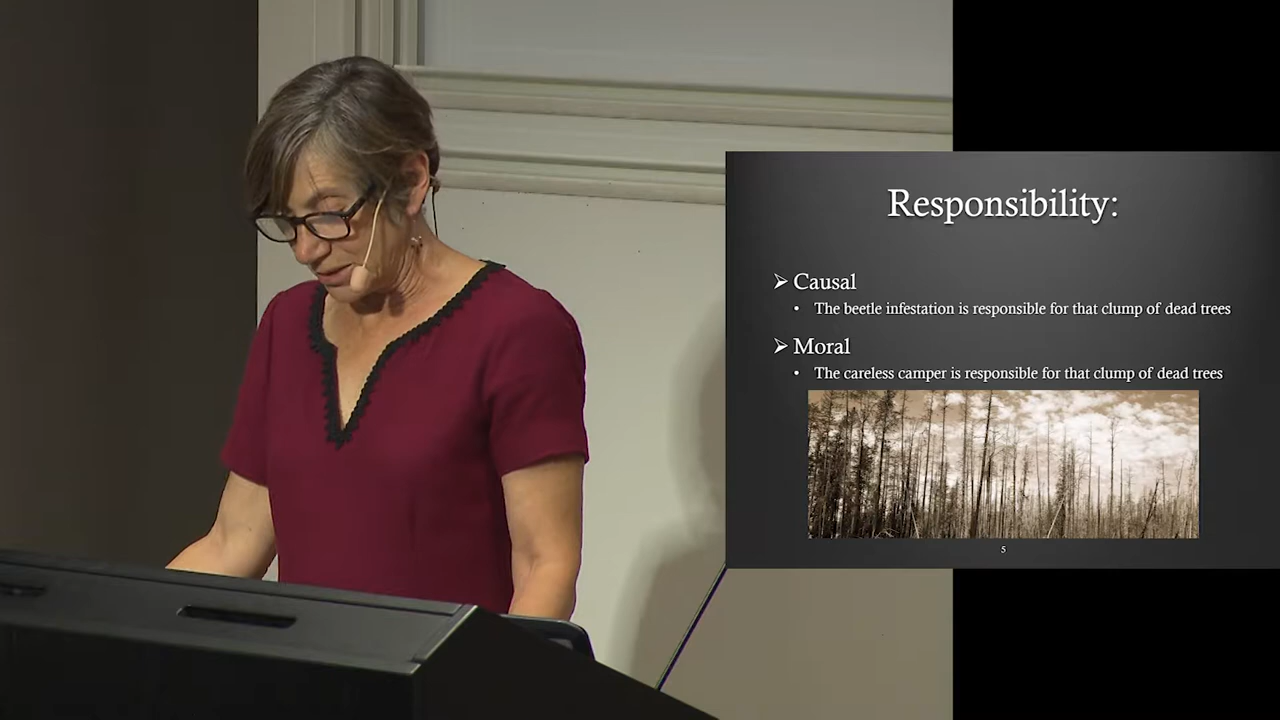 Responsibility:
➢ Causal
• The beetle infestation is responsible for that clump of dead trees
➢ Moral
• The careless camper is responsible for that clump of dead trees
5